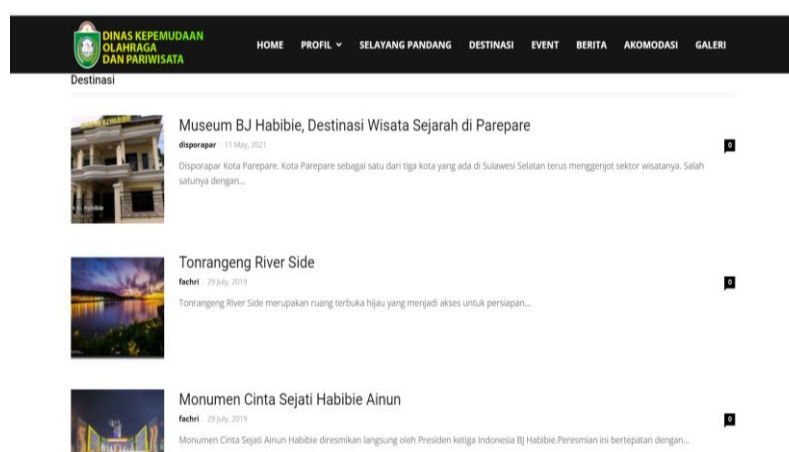 DINAS KEPEMUDAAN
OLAHRAGA
DAN PARIWISATA
HOME PROFIL SELAYANG PANDANG DESTINASI EVENT BERITA AKOMODASI GALERI
Destinasi
Museum BJ Habibie, Destinasi Wisata Sejarah di Parepare
disporapar - 11 May, 2021
0
Disporapar Kota Parepare. Kota Parepare sebagai satu dari tiga kota yang ada di Sulawesi Selatan terus menggenjot sektor wisatanya. Salah
satunya dengan...
Tonrangeng River Side
fachri - 29 July, 2019
0
Tonrangeng River Side merupakan ruang terbuka hijau yang menjadi akses untuk persiapan...
Monumen Cinta Sejati Habibie Ainun
fachri - 29 July, 2019
0
Monumen Cinta Sejati Ainun Habibie diresmikan langsung oleh Presiden ketiga Indonesia BJ Habibie.Peresmian ini bertepatan dengan...